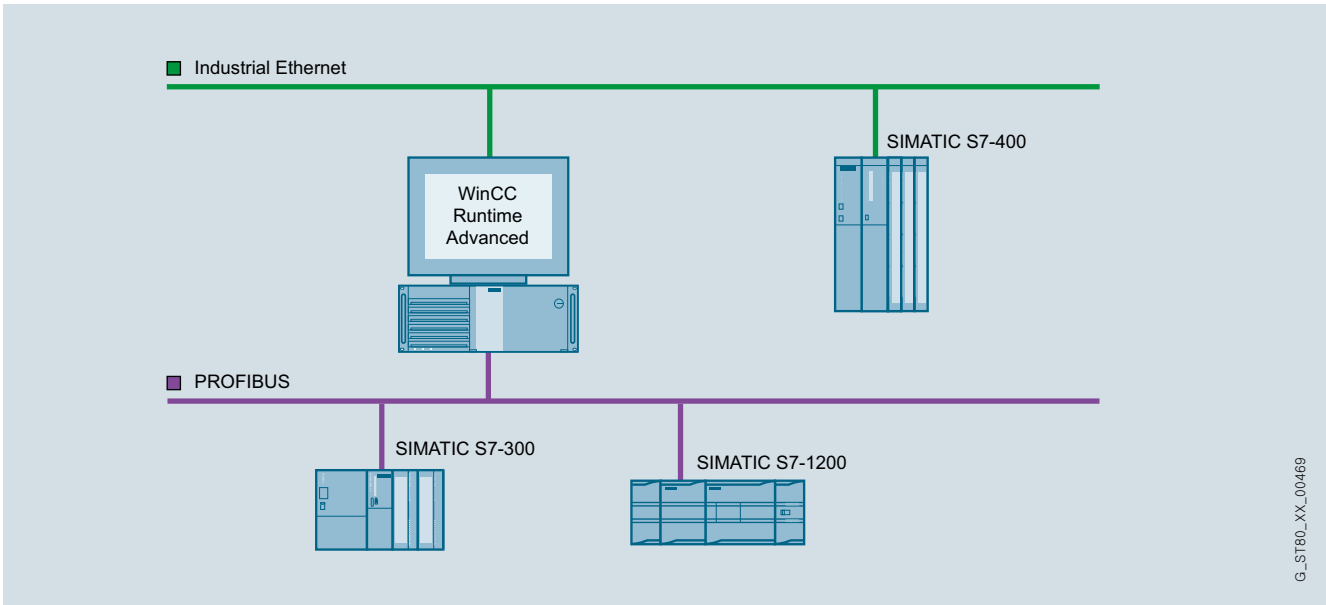 Industrial Ethernet
SIMATIC S7-400
WinCC
Runtime
Advanced
PROFIBUS
SIMATIC S7-300
SIMATIC S7-1200
G_ST80_XX_00469